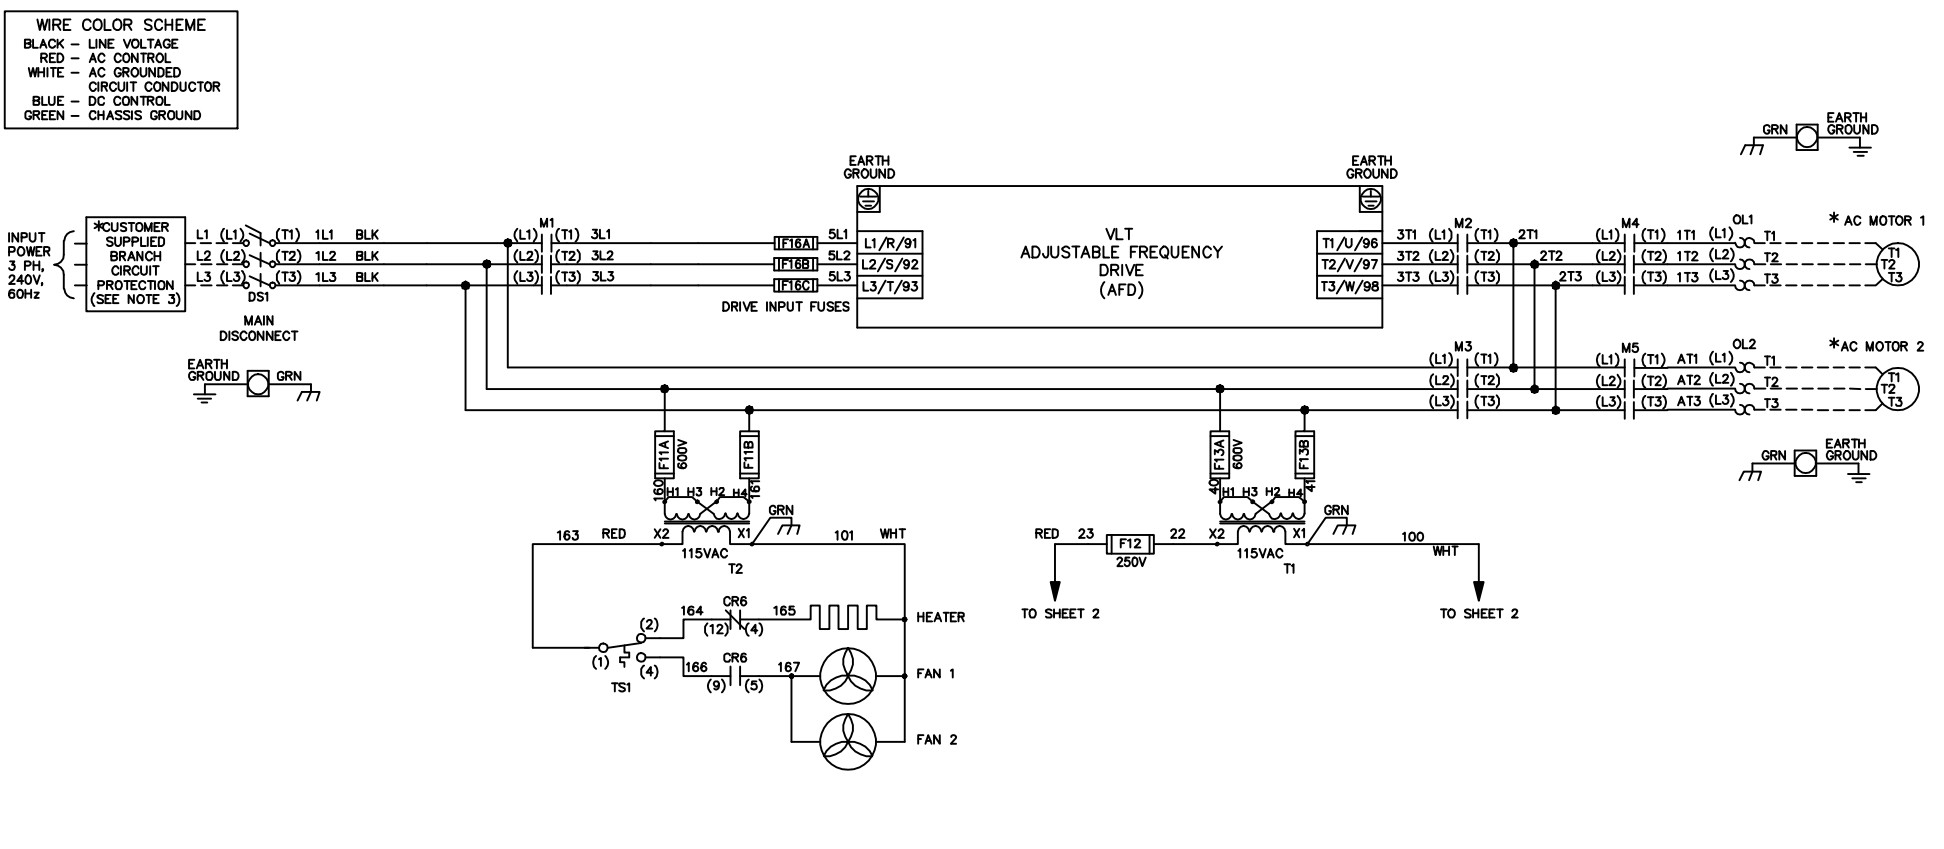 WIRE COLOR SCHEME
BLACK – LINE VOLTAGE
RED – AC CONTROL
WHITE – AC GROUNDED
CIRCUIT CONDUCTOR
BLUE – DC CONTROL
GREEN – CHASSIS GROUND
GRN
EARTH
GROUND
EARTH
GROUND
EARTH
GROUND
INPUT
POWER
3 PH,
240V,
60Hz
*CUSTOMER
SUPPLIED
BRANCH
CIRCUIT
PROTECTION
(SEE NOTE 3)
L1 (L1) (T1) 1L1 BLK
L2 (L2) (T2) 1L2 BLK
L3 (L3) (T3) 1L3 BLK
DS1
MAIN
DISCONNECT
M1
(L1) (T1) 3L1 F16A 5L1 L1/R/91
(L2) (T2) 3L2 F16B 5L2 L2/S/92
(L3) (T3) 3L3 F16C 5L3 L3/T/93
DRIVE INPUT FUSES
VLT
ADJUSTABLE FREQUENCY
DRIVE
(AFD)
M2 M4 OL1 * AC MOTOR 1
T1/U/96 3T1 (L1) (T1) 2T1 (L1) (T1) 1T1 (L1) T1 T1
T2/V/97 3T2 (L2) (T2) 2T2 (L2) (T2) 1T2 (L2) T2 T2
T3/W/98 3T3 (L3) (T3) 2T3 (L3) (T3) 1T3 (L3) T3 T3
EARTH
GROUND
GRN
M3 M5 OL2 *AC MOTOR 2
(L1) (T1) (L1) (T1) AT1 (L1) T1 T1
(L2) (T2) (L2) (T2) AT2 (L2) T2 T2
(L3) (T3) (L3) (T3) AT3 (L3) T3 T3
GRN
EARTH
GROUND
F11A
600V
F11B
160
161
H1 H3 H2 H4
GRN
163 RED X2 X1 101 WHT
115VAC
T2
F13A
600V
F13B
40
41
H1 H3 H2 H4
GRN
RED 23 F12 22 X2 X1 100
WHT
250V
115VAC
T1
TO SHEET 2
TO SHEET 2
CR6
164 165
(12) (4)
HEATER
(2)
(1)
(4)
TS1
CR6
166 167
(9) (5)
FAN 1
FAN 2